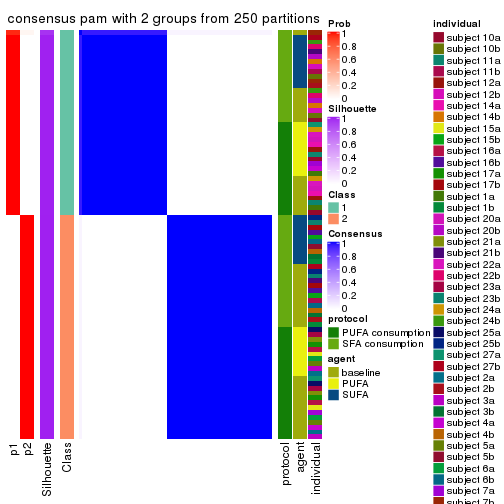 consensus pam with 2 groups from 250 partitions
p1
p2
Silhouette
Class
protocol
agent
individual
Prob
1
0.8
0.6
0.4
0.2
0
Silhouette
1
0.8
0.6
0.4
0.2
0
Class
1
2
Consensus
1
0.8
0.6
0.4
0.2
0
protocol
PUFA consumption
SFA consumption
agent
baseline
PUFA
SUFA
individual
subject 10a
subject 10b
subject 11a
subject 11b
subject 12a
subject 12b
subject 14a
subject 14b
subject 15a
subject 15b
subject 16a
subject 16b
subject 17a
subject 17b
subject 1a
subject 1b
subject 20a
subject 20b
subject 21a
subject 21b
subject 22a
subject 22b
subject 23a
subject 23b
subject 24a
subject 24b
subject 25a
subject 25b
subject 27a
subject 27b
subject 2a
subject 2b
subject 3a
subject 3b
subject 4a
subject 4b
subject 5a
subject 5b
subject 6a
subject 6b
subject 7a
subject 7b